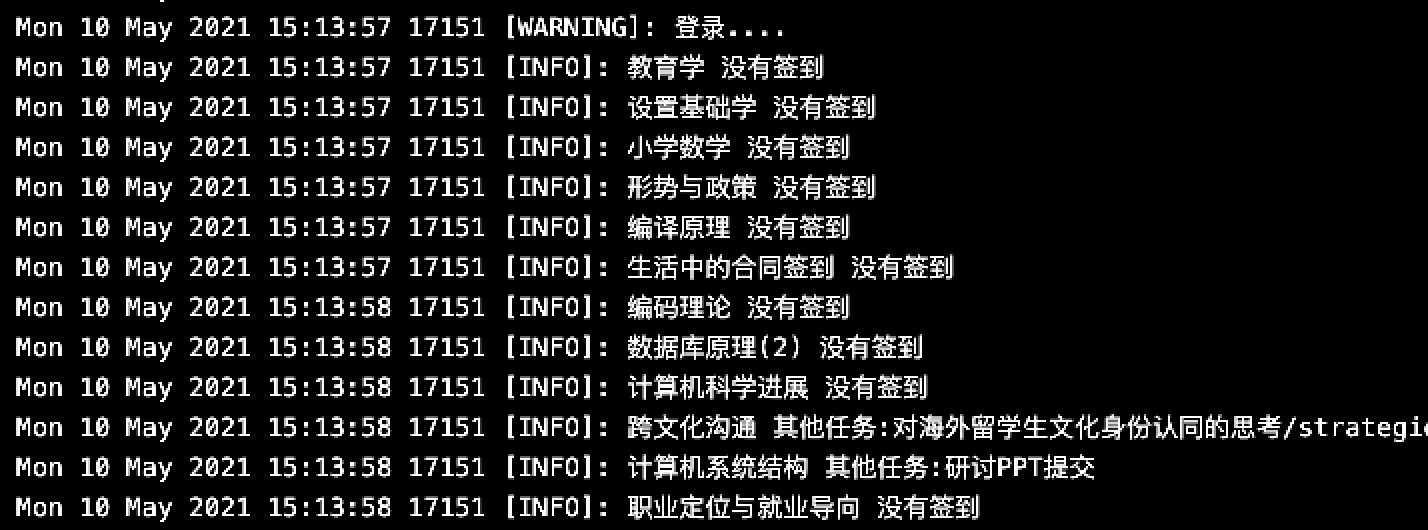 Mon 10 May 2021 15:13:57 17151 [WARNING]: 登录....
Mon 10 May 2021 15:13:57 17151 [INFO]: 教育学 没有签到
Mon 10 May 2021 15:13:57 17151 [INFO]: 设置基础学 没有签到
Mon 10 May 2021 15:13:57 17151 [INFO]: 小学数学 没有签到
Mon 10 May 2021 15:13:57 17151 [INFO]: 形势与政策 没有签到
Mon 10 May 2021 15:13:57 17151 [INFO]: 编译原理 没有签到
Mon 10 May 2021 15:13:57 17151 [INFO]: 生活中的合同签到 没有签到
Mon 10 May 2021 15:13:58 17151 [INFO]: 编码理论 没有签到
Mon 10 May 2021 15:13:58 17151 [INFO]: 数据库原理(2) 没有签到
Mon 10 May 2021 15:13:58 17151 [INFO]: 计算机科学进展 没有签到
Mon 10 May 2021 15:13:58 17151 [INFO]: 跨文化沟通 其他任务:对海外留学生文化身份认同的思考/strategi
Mon 10 May 2021 15:13:58 17151 [INFO]: 计算机系统结构 其他任务:研讨PPT提交
Mon 10 May 2021 15:13:58 17151 [INFO]: 职业定位与就业导向 没有签到